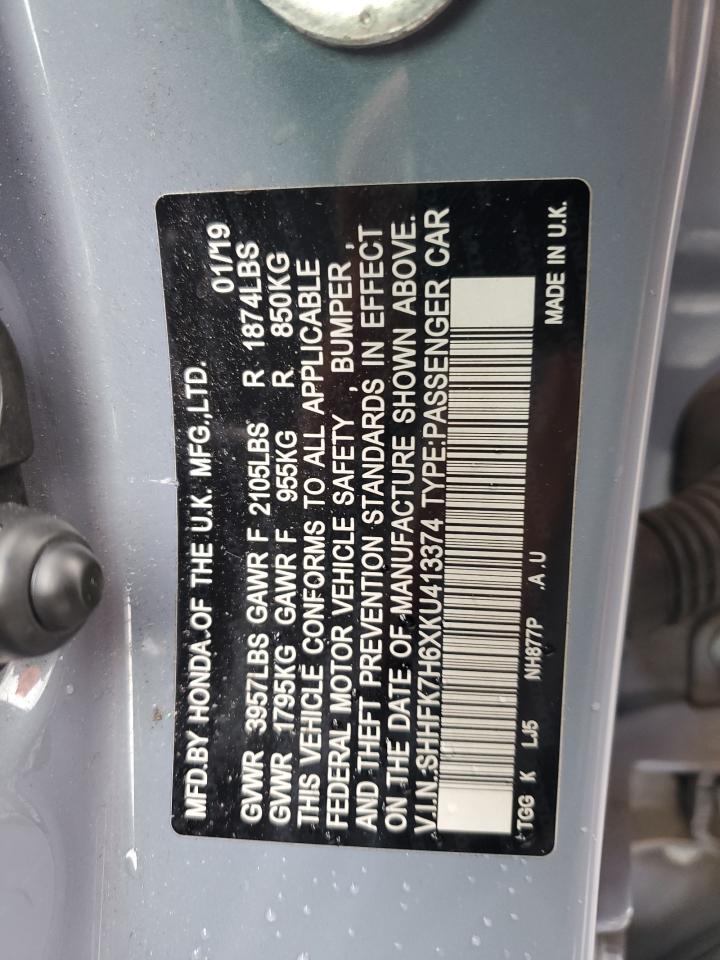 MFD.BY HONDA OF THE U.K. MFG.,LTD. 01/19
GVWR 3957LBS GAWR F 2105LBS R 1874LBS
GVWR 1795KG GAWR F 955KG R 850KG
THIS VEHICLE CONFORMS TO ALL APPLICABLE
FEDERAL MOTOR VEHICLE SAFETY , BUMPER ,
AND THEFT PREVENTION STANDARDS IN EFFECT
ON THE DATE OF MANUFACTURE SHOWN ABOVE.
V.I.N.:SHHFK7H6XKU413374 TYPE:PASSENGER CAR
TGG K LJ5 NH877P .A .U MADE IN U.K.